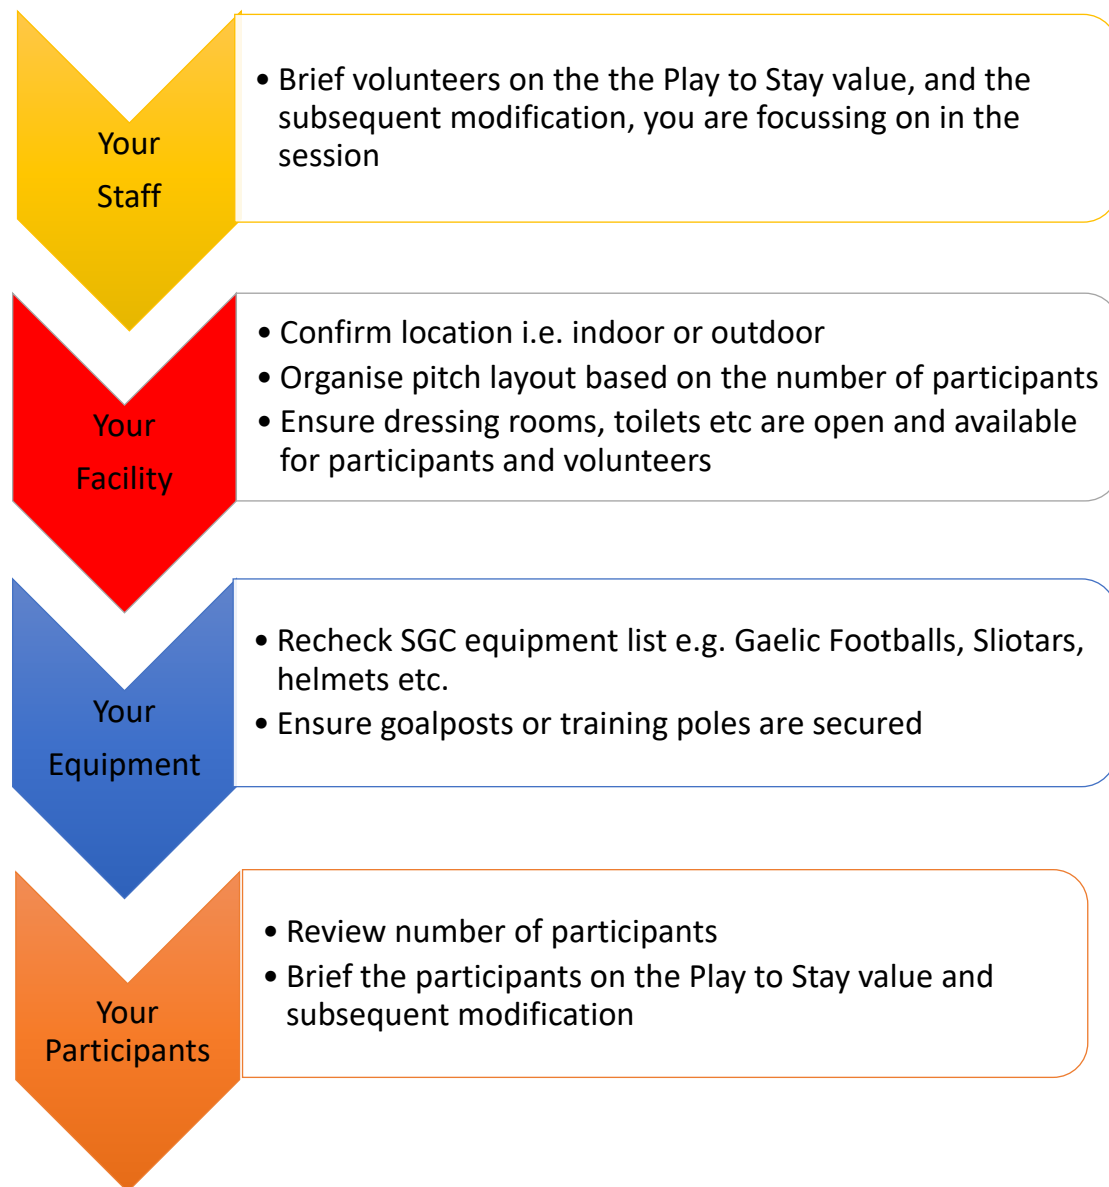 Your
Staff
• Brief volunteers on the the Play to Stay value, and the
subsequent modification, you are focussing on in the
session
Your
Facility
• Confirm location i.e. indoor or outdoor
• Organise pitch layout based on the number of participants
• Ensure dressing rooms, toilets etc are open and available
for participants and volunteers
Your
Equipment
• Recheck SGC equipment list e.g. Gaelic Footballs, Sliotars,
helmets etc.
• Ensure goalposts or training poles are secured
Your
Participants
• Review number of participants
• Brief the participants on the Play to Stay value and
subsequent modification